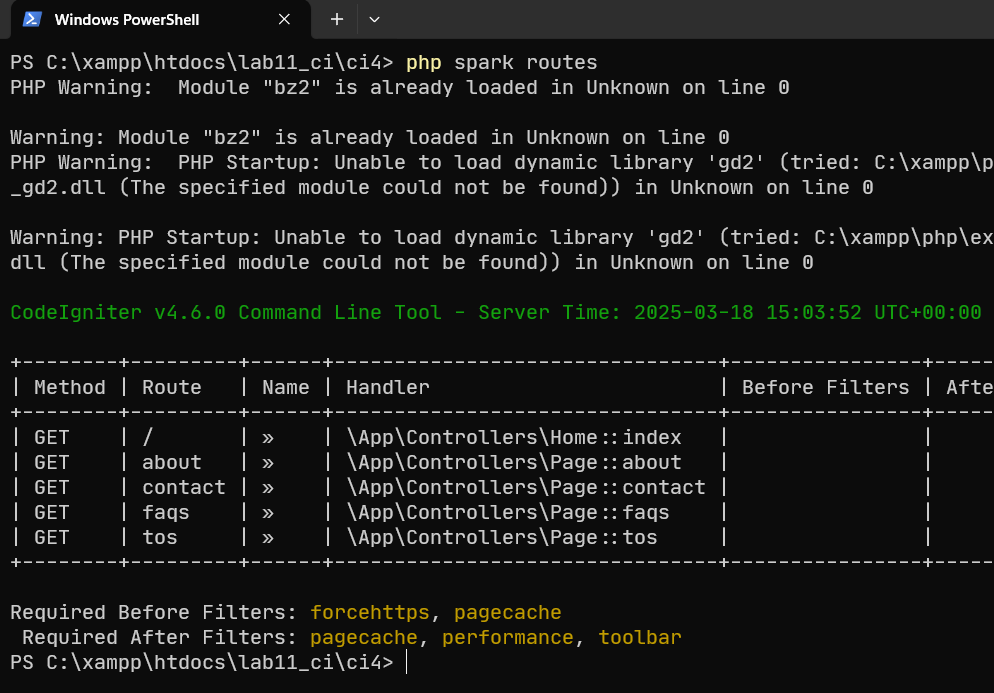 Windows PowerShell
PS C:\xampp\htdocs\lab11_ci\ci4> php spark routes
PHP Warning:  Module "bz2" is already loaded in Unknown on line 0
Warning: Module "bz2" is already loaded in Unknown on line 0
PHP Warning:  PHP Startup: Unable to load dynamic library 'gd2' (tried: C:\xampp\p
_gd2.dll (The specified module could not be found)) in Unknown on line 0
Warning: PHP Startup: Unable to load dynamic library 'gd2' (tried: C:\xampp\php\ex
dll (The specified module could not be found)) in Unknown on line 0
CodeIgniter v4.6.0 Command Line Tool - Server Time: 2025-03-18 15:03:52 UTC+00:00
+--------+---------+------+--------------------------------+----------------+-----
| Method | Route   | Name | Handler                        | Before Filters | Afte
+--------+---------+------+--------------------------------+----------------+-----
| GET    | /       | »    | \App\Controllers\Home::index   |                |
| GET    | about   | »    | \App\Controllers\Page::about   |                |
| GET    | contact | »    | \App\Controllers\Page::contact |                |
| GET    | faqs    | »    | \App\Controllers\Page::faqs    |                |
| GET    | tos     | »    | \App\Controllers\Page::tos     |                |
+--------+---------+------+--------------------------------+----------------+-----
Required Before Filters: forcehttps, pagecache
 Required After Filters: pagecache, performance, toolbar
PS C:\xampp\htdocs\lab11_ci\ci4>